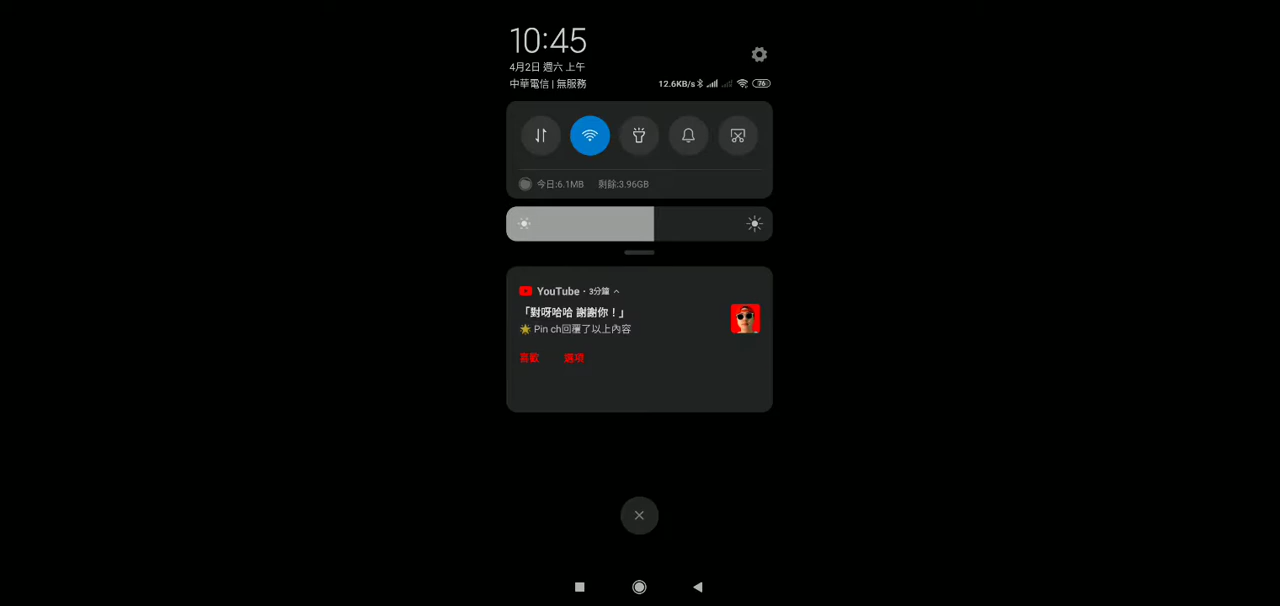 10:45
4月2日 週六 上午
中華電信 | 無服務
12.6KB/s
76
今日:6.1MB 剩餘:3.96GB
YouTube · 3分鐘
「對呀哈哈 謝謝你！」
🌟 Pin ch回覆了以上內容
喜歡 選項